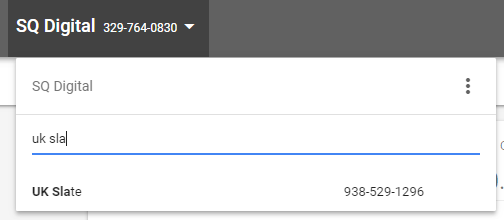 SQ Digital 329-764-0830
SQ Digital
uk sla
UK Slate 938-529-1296